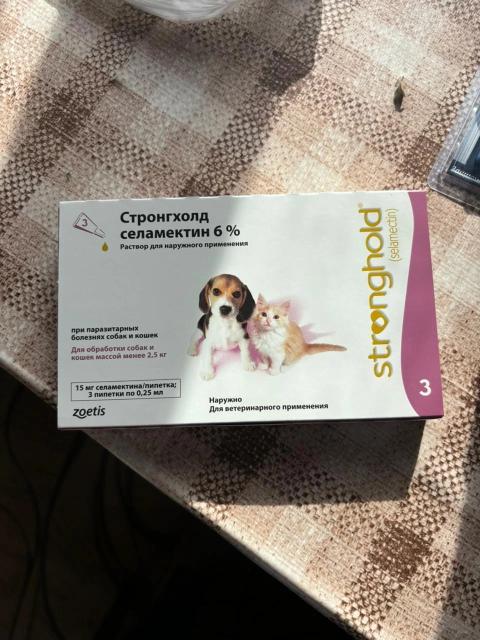 3
Стронгхолд
селамектин 6 %
Раствор для наружного применения
при паразитарных
болезнях собак и кошек
Для обработки собак и
кошек массой менее 2,5 кг
15 мг селамектина/пипетка;
3 пипетки по 0,25 мл
zoetis
Наружно
Для ветеринарного применения
stronghold®
(selamectin)
3